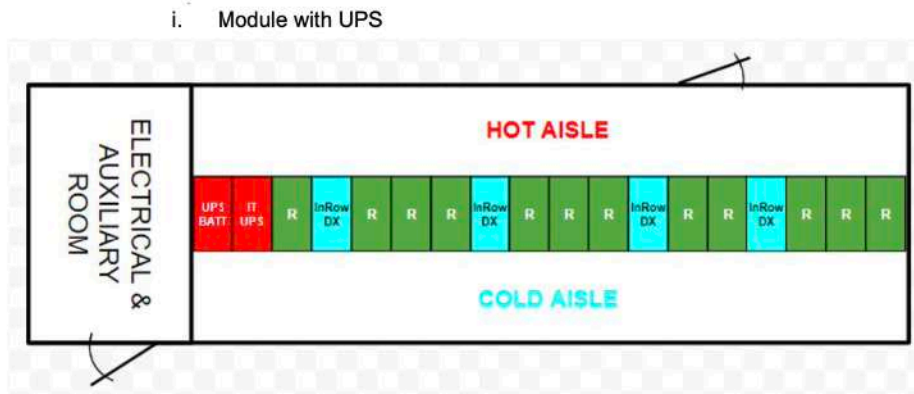 i. Module with UPS
ELECTRICAL &
AUXILIARY
ROOM
HOT AISLE
UPS
BATT
IT
UPS
R
InRow
DX
R
R
R
InRow
DX
R
R
R
InRow
DX
R
R
InRow
DX
R
R
R
COLD AISLE